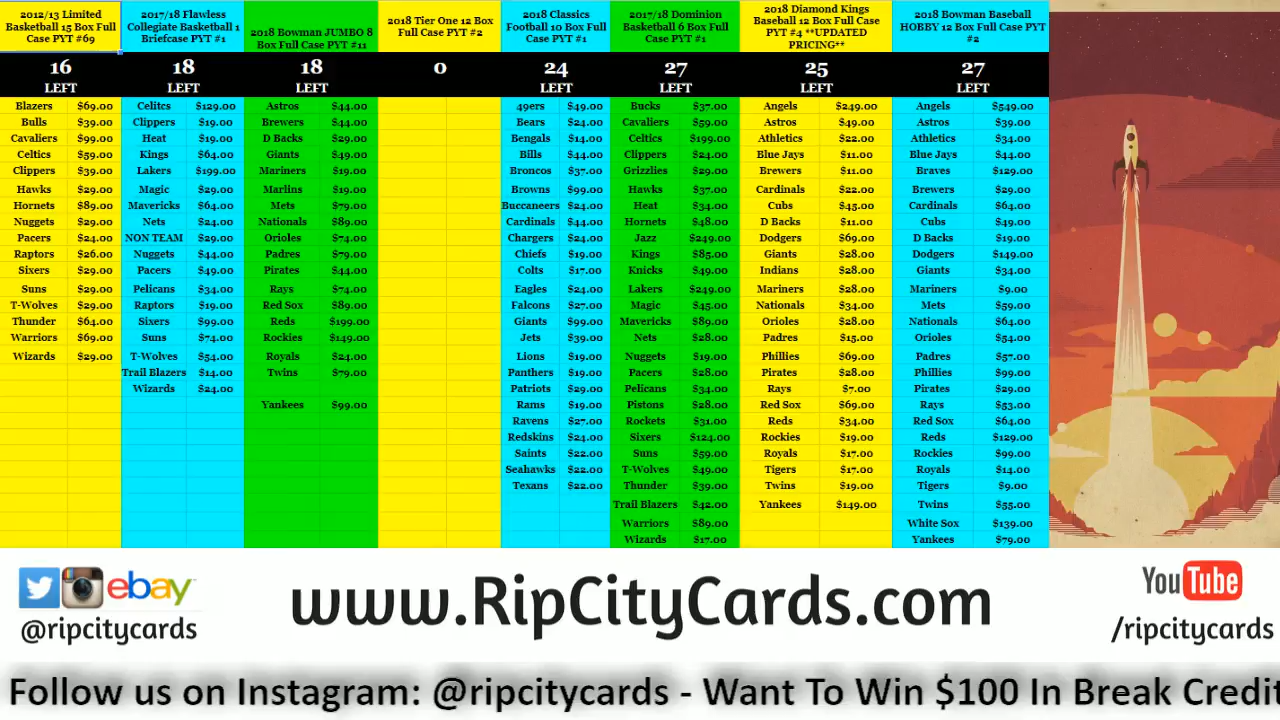 2012/13 Limited
Basketball 15 Box Full
Case PYT #69
16
LEFT
Blazers $69.00
Bulls $39.00
Cavaliers $99.00
Celtics $59.00
Clippers $39.00
Hawks $29.00
Hornets $89.00
Nuggets $29.00
Pacers $24.00
Raptors $26.00
Sixers $29.00
Suns $29.00
T-Wolves $29.00
Thunder $64.00
Warriors $69.00
Wizards $29.00
2017/18 Flawless
Collegiate Basketball 1
Briefcase PYT #1
18
LEFT
Celitcs $129.00
Clippers $19.00
Heat $19.00
Kings $64.00
Lakers $199.00
Magic $29.00
Mavericks $64.00
Nets $24.00
NON TEAM $29.00
Nuggets $44.00
Pacers $49.00
Pelicans $34.00
Raptors $19.00
Sixers $99.00
Suns $74.00
T-Wolves $54.00
Trail Blazers $14.00
Wizards $24.00
2018 Bowman JUMBO 8
Box Full Case PYT #11
18
LEFT
Astros $44.00
Brewers $44.00
D Backs $29.00
Giants $49.00
Mariners $19.00
Marlins $19.00
Mets $79.00
Nationals $89.00
Orioles $74.00
Padres $79.00
Pirates $44.00
Rays $74.00
Red Sox $89.00
Reds $199.00
Rockies $149.00
Royals $24.00
Twins $79.00
Yankees $99.00
2018 Tier One 12 Box
Full Case PYT #2
0
LEFT
2018 Classics
Football 10 Box Full
Case PYT #1
24
LEFT
49ers $49.00
Bears $24.00
Bengals $14.00
Bills $44.00
Broncos $37.00
Browns $99.00
Buccaneers $24.00
Cardinals $44.00
Chargers $24.00
Chiefs $19.00
Colts $17.00
Eagles $24.00
Falcons $27.00
Giants $99.00
Jets $39.00
Lions $19.00
Panthers $19.00
Patriots $29.00
Rams $19.00
Ravens $27.00
Redskins $24.00
Saints $22.00
Seahawks $22.00
Texans $22.00
2017/18 Dominion
Basketball 6 Box Full
Case PYT #1
27
LEFT
Bucks $37.00
Cavaliers $59.00
Celtics $199.00
Clippers $24.00
Grizzlies $29.00
Hawks $37.00
Heat $34.00
Hornets $48.00
Jazz $249.00
Kings $85.00
Knicks $49.00
Lakers $249.00
Magic $45.00
Mavericks $89.00
Nets $28.00
Nuggets $19.00
Pacers $28.00
Pelicans $34.00
Pistons $28.00
Rockets $31.00
Sixers $124.00
Suns $59.00
T-Wolves $49.00
Thunder $39.00
Trail Blazers $42.00
Warriors $89.00
Wizards $17.00
2018 Diamond Kings
Baseball 12 Box Full Case
PYT #4 **UPDATED
PRICING**
25
LEFT
Angels $249.00
Astros $49.00
Athletics $22.00
Blue Jays $11.00
Brewers $11.00
Cardinals $22.00
Cubs $45.00
D Backs $11.00
Dodgers $69.00
Giants $28.00
Indians $28.00
Mariners $28.00
Nationals $34.00
Orioles $28.00
Padres $15.00
Phillies $69.00
Pirates $28.00
Rays $7.00
Red Sox $69.00
Reds $34.00
Rockies $19.00
Royals $17.00
Tigers $17.00
Twins $19.00
Yankees $149.00
2018 Bowman Baseball
HOBBY 12 Box Full Case PYT
#2
27
LEFT
Angels $549.00
Astros $39.00
Athletics $34.00
Blue Jays $44.00
Braves $129.00
Brewers $29.00
Cardinals $64.00
Cubs $49.00
D Backs $19.00
Dodgers $149.00
Giants $34.00
Mariners $9.00
Mets $59.00
Nationals $64.00
Orioles $54.00
Padres $57.00
Phillies $99.00
Pirates $29.00
Rays $53.00
Red Sox $64.00
Reds $129.00
Rockies $99.00
Royals $14.00
Tigers $9.00
Twins $55.00
White Sox $139.00
Yankees $79.00
ebay
@ripcitycards
www.RipCityCards.com
YouTube
/ripcitycards
Follow us on Instagram: @ripcitycards - Want To Win $100 In Break Credit